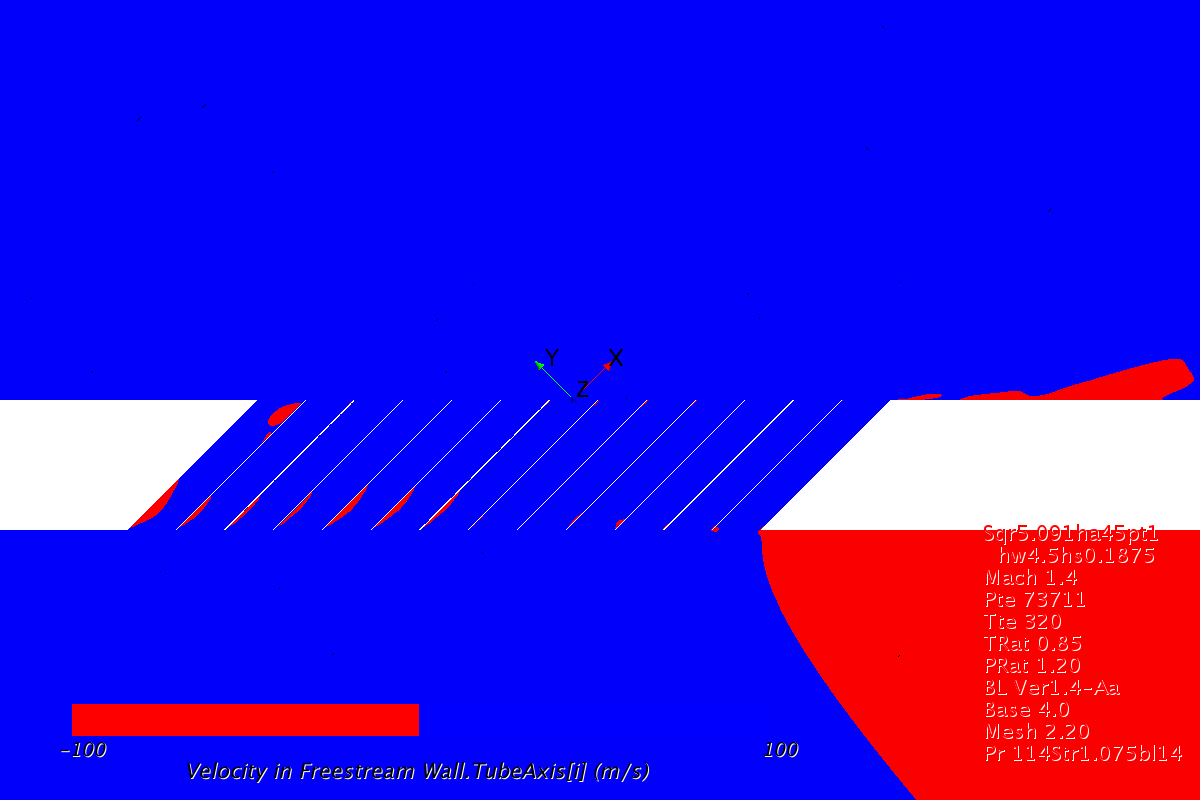 Y X
Z
Sqr5.091ha45pt1
hw4.5hs0.1875
Mach 1.4
Pte 73711
Tte 320
TRat 0.85
PRat 1.20
BL Ver1.4-Aa
Base 4.0
Mesh 2.20
Pr 114Str1.075bl14
-100 100
Velocity in Freestream Wall.TubeAxis[i] (m/s)